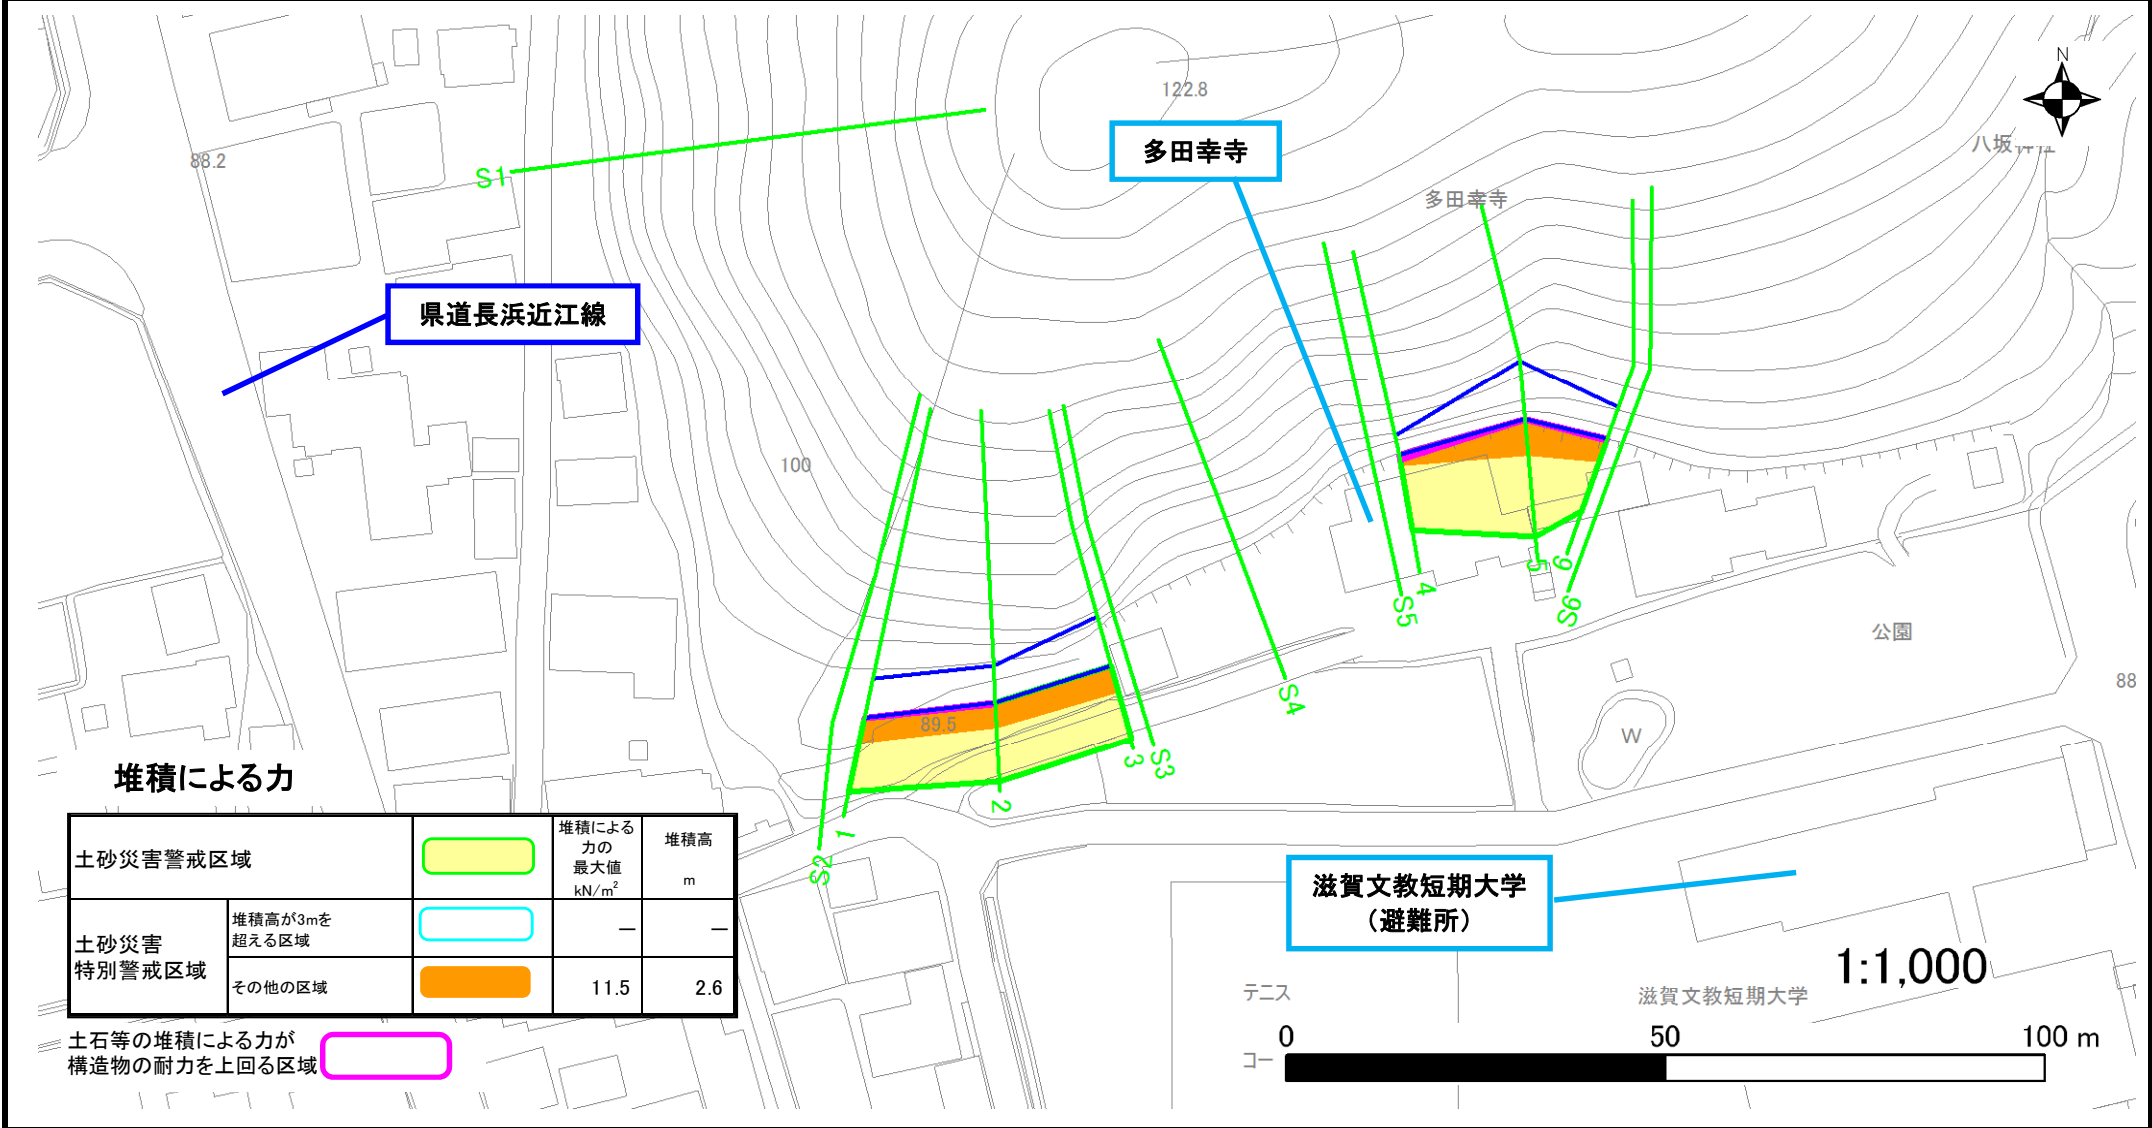 N
122.8
八坂神社
多田幸寺
88.2
S1
多田幸寺
県道長浜近江線
100
5
6
4
S5
S6
公園
88
S4
89.5
W
3
S3
2
1
S2
堆積による力
土砂災害警戒区域
堆積による
力の
最大値
kN/m²
堆積高
m
土砂災害
特別警戒区域
堆積高が3mを
超える区域
—
—
その他の区域
11.5
2.6
土石等の堆積による力が
構造物の耐力を上回る区域
滋賀文教短期大学
（避難所）
1:1,000
テニス
滋賀文教短期大学
コー
0
50
100 m